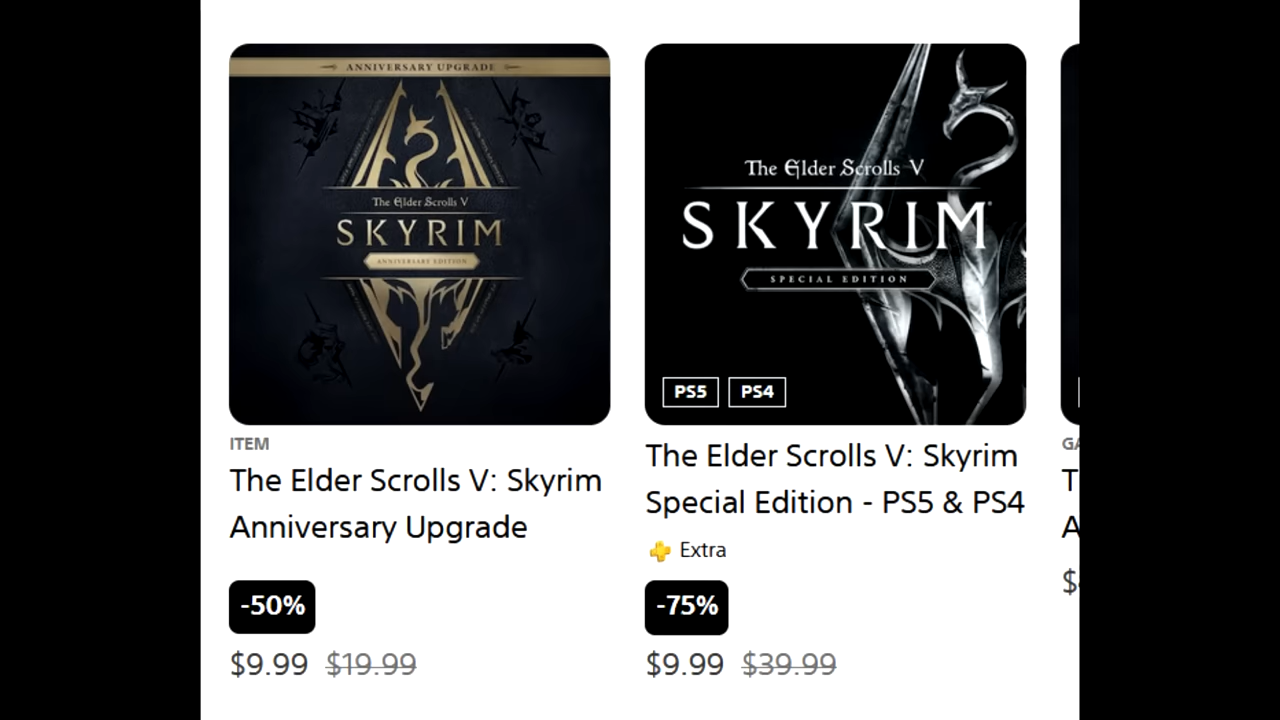 ANNIVERSARY UPGRADE
The Elder Scrolls V
SKYRIM
ANNIVERSARY EDITION
ITEM
The Elder Scrolls V: Skyrim
Anniversary Upgrade
-50%
$9.99 $19.99
The Elder Scrolls V
SKYRIM
SPECIAL EDITION
PS5 PS4
The Elder Scrolls V: Skyrim
Special Edition - PS5 & PS4
Extra
-75%
$9.99 $39.99
GA
T
A
$